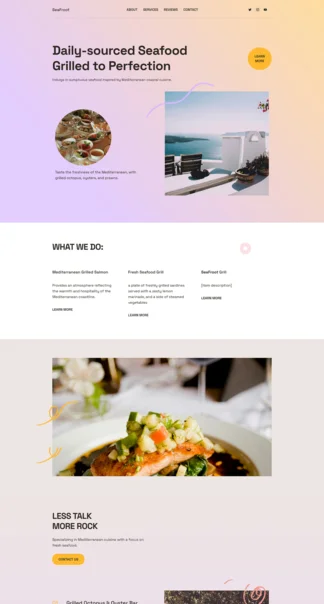 SeaFrost
ABOUT SERVICES REVIEWS CONTACT
Daily-sourced Seafood
Grilled to Perfection
Indulge in sumptuous seafood inspired by Mediterranean coastal cuisine.
LEARN
MORE
Taste the freshness of the Mediterranean, with
grilled octopus, oysters, and prawns.
WHAT WE DO:
Mediterranean Grilled Salmon
Provides an atmosphere reflecting
the warmth and hospitality of the
Mediterranean coastline.
LEARN MORE
Fresh Seafood Grill
a plate of freshly grilled sardines
served with a zesty lemon
marinade, and a side of steamed
vegetables.
LEARN MORE
SeaFrost Grill
[Item description]
LEARN MORE
LESS TALK
MORE ROCK
Specializing in Mediterranean cuisine with a focus on
fresh seafood.
CONTACT US
Grilled Octopus & Oyster Bar